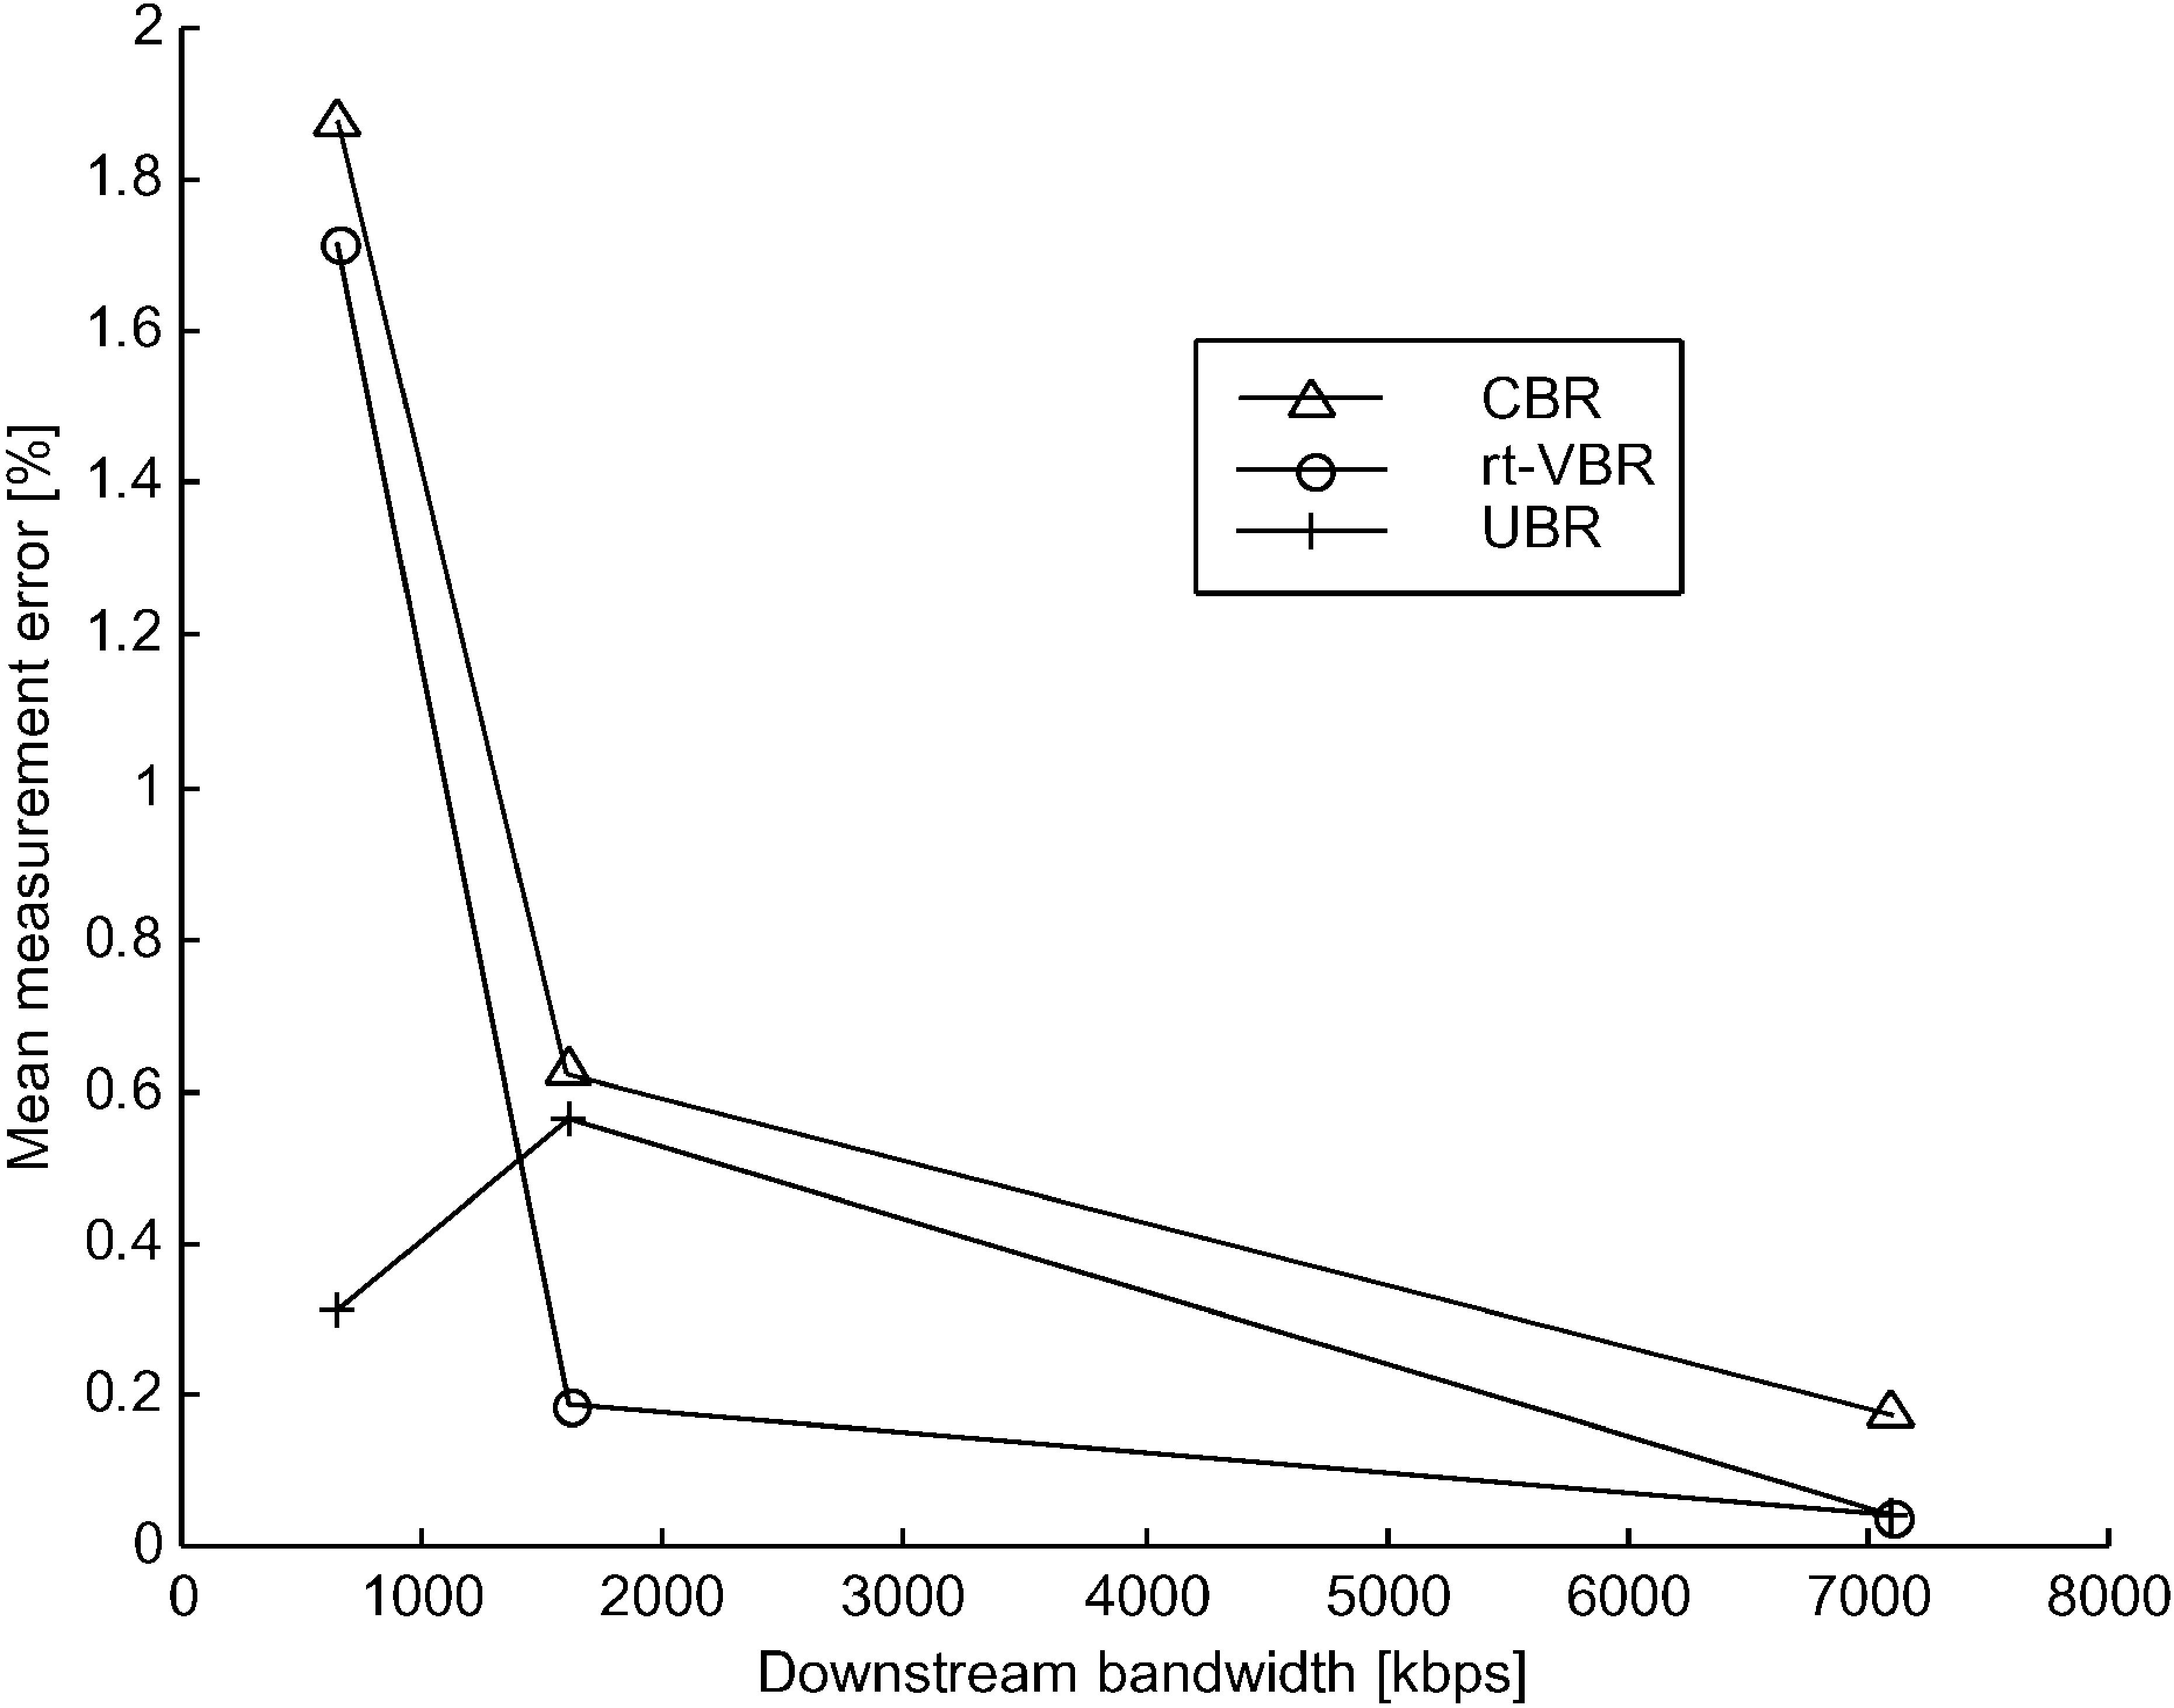 2
1.8
1.6
1.4
1.2
1
0.8
0.6
0.4
0.2
0
Mean measurement error [%]
CBR
rt-VBR
UBR
0 1000 2000 3000 4000 5000 6000 7000 8000
Downstream bandwidth [kbps]